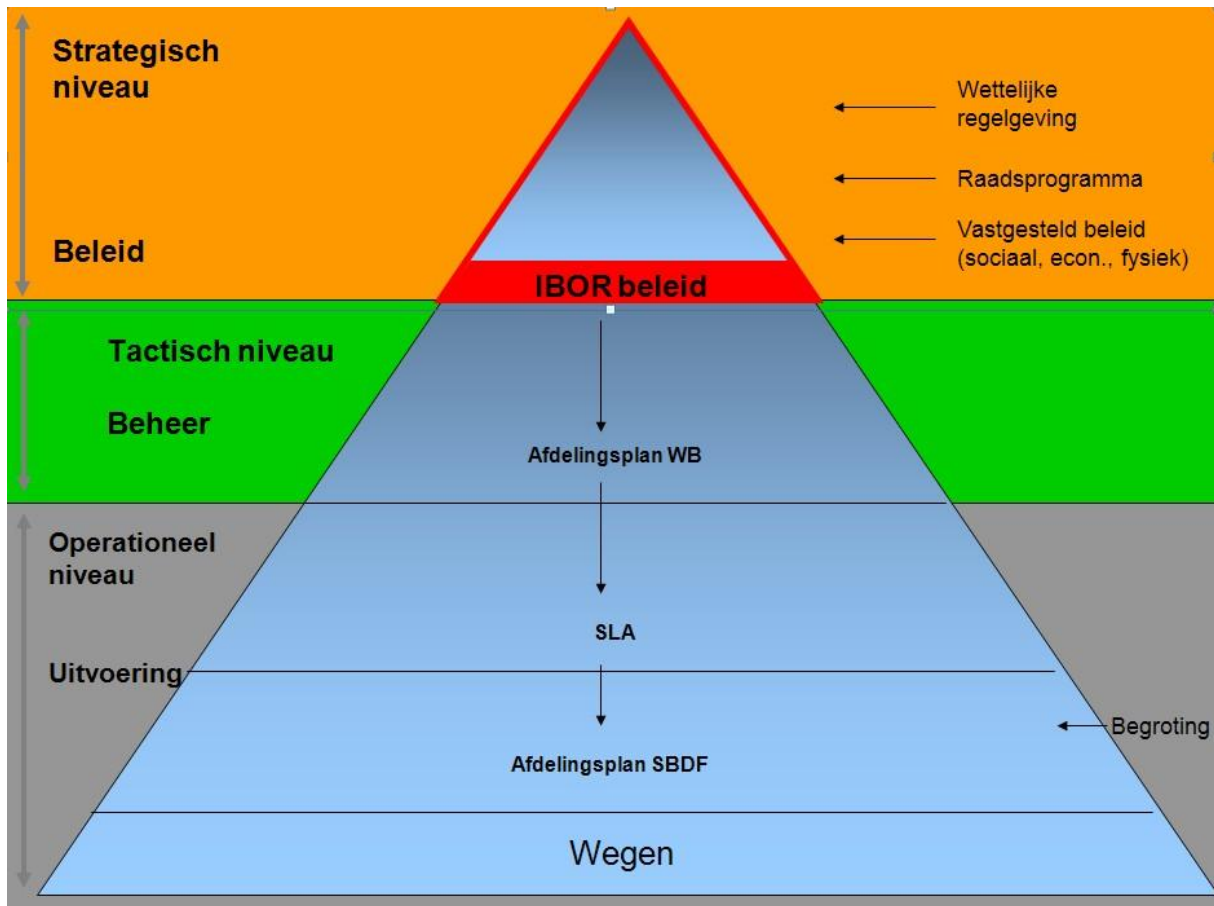 Strategisch
niveau
Wettelijke
regelgeving
Raadsprogramma
Vastgesteld beleid
(sociaal, econ., fysiek)
Beleid
IBOR beleid
Tactisch niveau
Beheer
Afdelingsplan WB
Operationeel
niveau
SLA
Uitvoering
Begroting
Afdelingsplan SBDF
Wegen